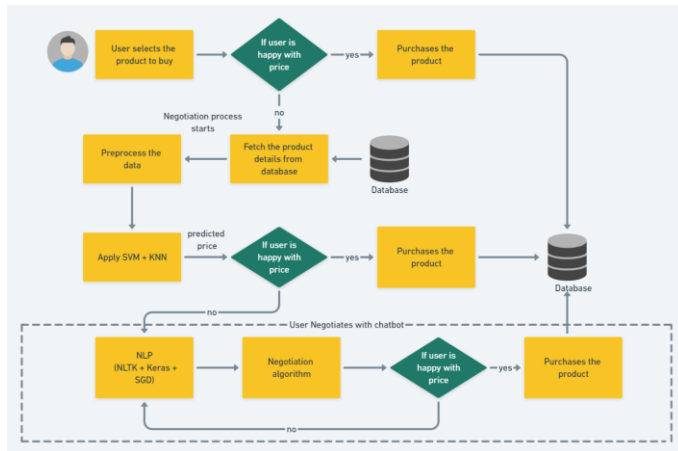 User selects the
product to buy
If user is
happy with
price
yes
Purchases the
product
no
Negotiation process
starts
Preprocess the
data
Fetch the product
details from
database
Database
Apply SVM + KNN
predicted
price
If user is
happy with
price
yes
Purchases the
product
Database
no
User Negotiates with chatbot
NLP
(NLTK + Keras +
SGD)
Negotiation
algorithm
If user is
happy with
price
yes
Purchases the
product
no